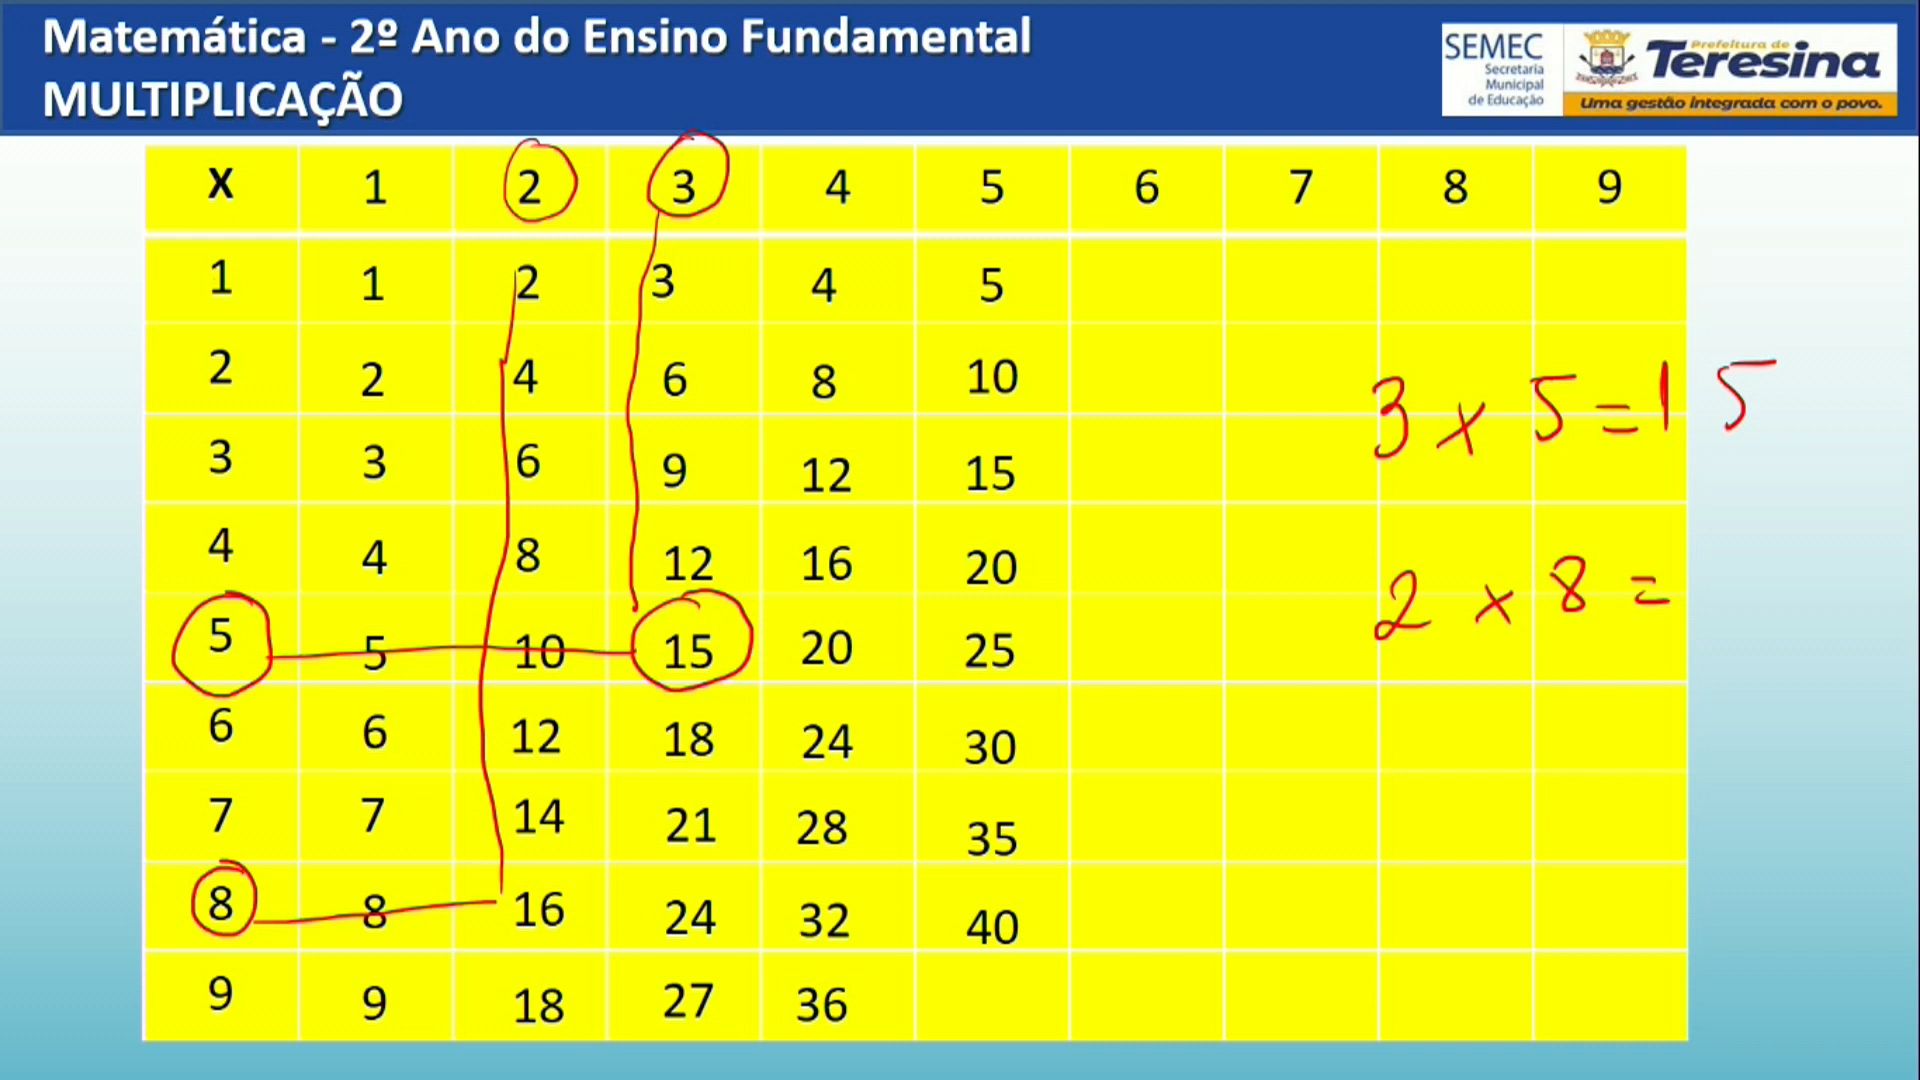 Matemática - 2º Ano do Ensino Fundamental
MULTIPLICAÇÃO
SEMEC
Secretaria
Municipal
de Educação
Prefeitura de
Teresina
Uma gestão integrada com o povo.
X 1 2 3 4 5 6 7 8 9
1 1 2 3 4 5
2 2 4 6 8 10
3 3 6 9 12 15
4 4 8 12 16 20
5 5 10 15 20 25
6 6 12 18 24 30
7 7 14 21 28 35
8 8 16 24 32 40
9 9 18 27 36
3 x 5 = 15
2 x 8 =